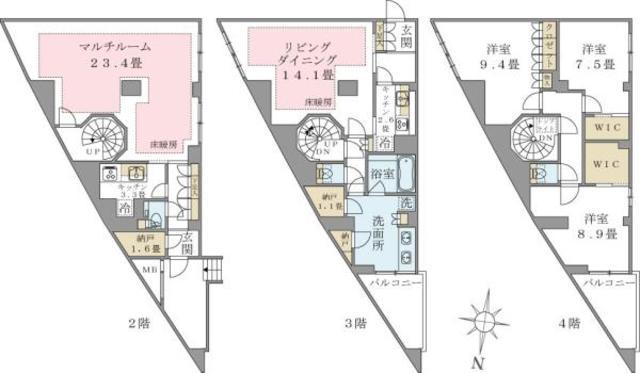 マルチルーム
23.4畳
床暖房
UP
キッチン
3.3畳
冷
納戸
1.6畳
玄関
MB
2階
リビング
ダイニング
14.1畳
床暖房
玄関
キッチン
2.6畳
冷
UP
DN
浴室
納戸
1.1畳
洗
洗面所
納戸
バルコニー
3階
洋室
9.4畳
クロゼット
洋室
7.5畳
DN
WIC
WIC
洋室
8.9畳
バルコニー
4階
N